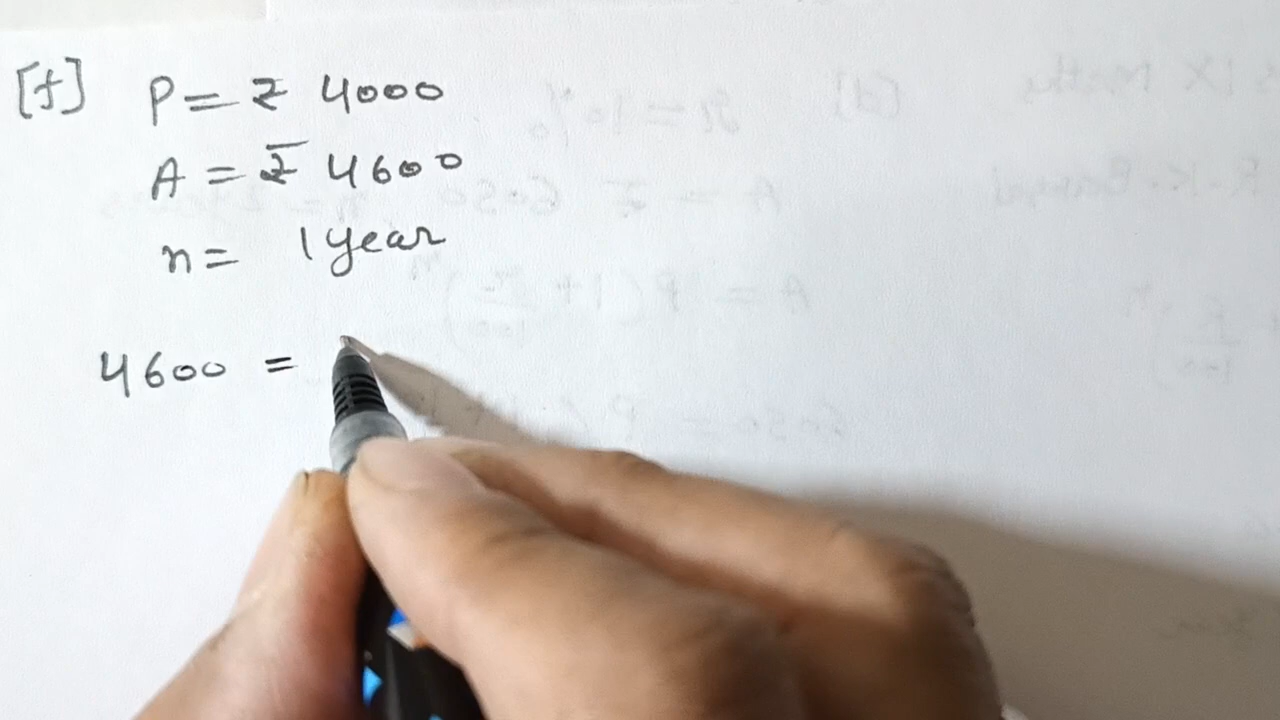 [f] P = ₹ 4000
A = ₹ 4600
n = 1 year
4600 =